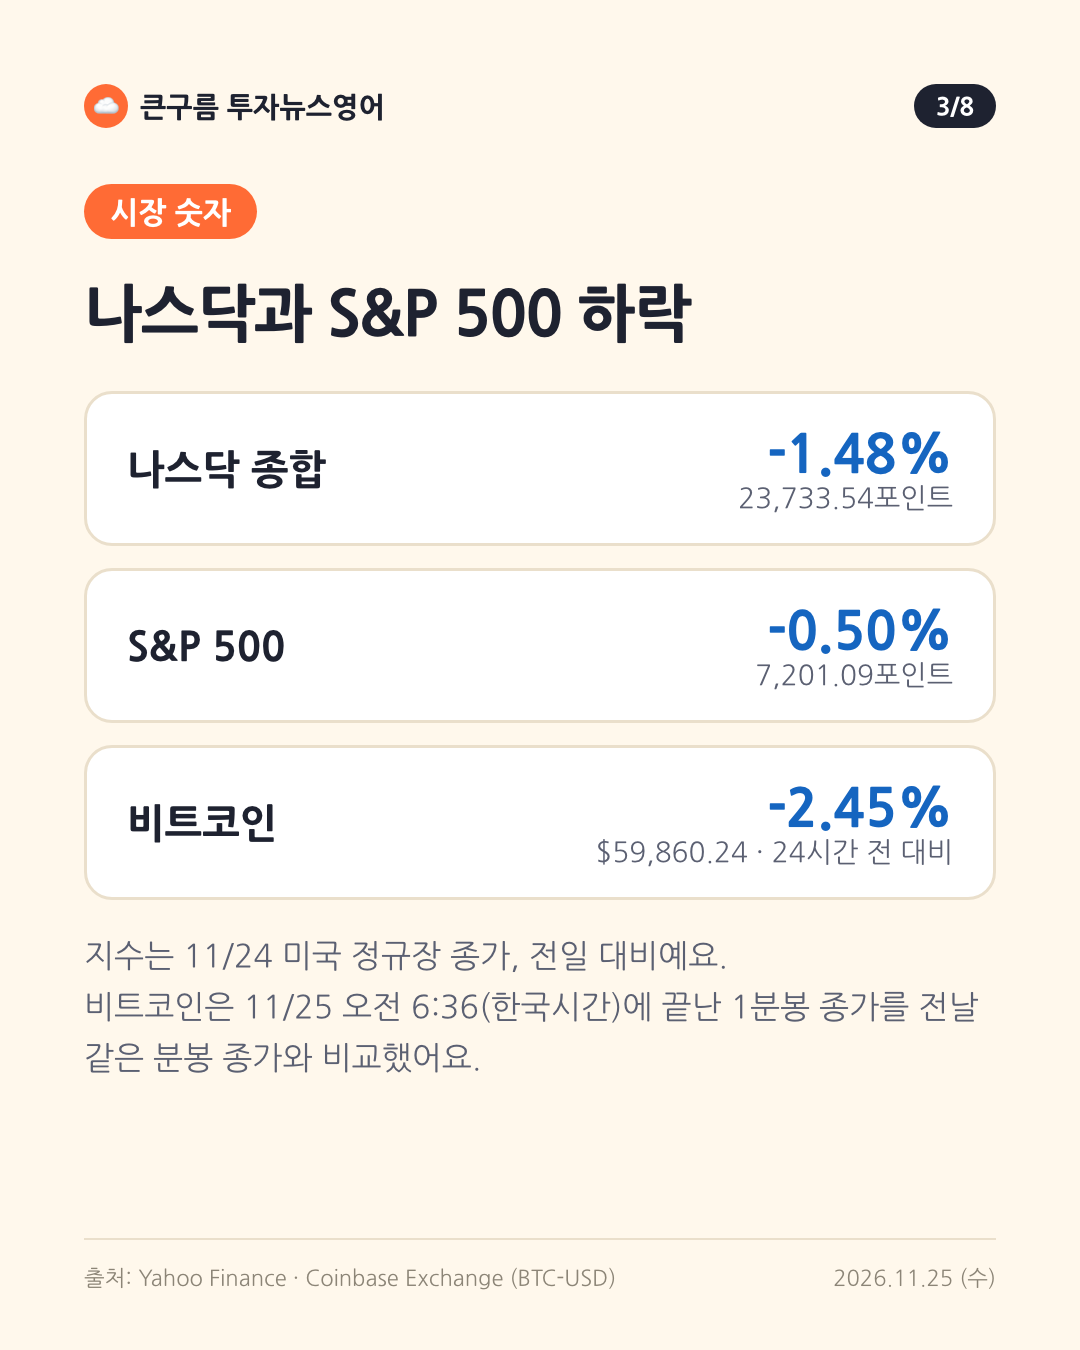 큰구름 투자뉴스영어
3/8
시장 숫자
나스닥과 S&P 500 하락
나스닥 종합
-1.48%
23,733.54포인트
S&P 500
-0.50%
7,201.09포인트
비트코인
-2.45%
$59,860.24 · 24시간 전 대비
지수는 11/24 미국 정규장 종가, 전일 대비예요.
비트코인은 11/25 오전 6:36(한국시간)에 끝난 1분봉 종가를 전날
같은 분봉 종가와 비교했어요.
출처: Yahoo Finance · Coinbase Exchange (BTC-USD)
2026.11.25 (수)